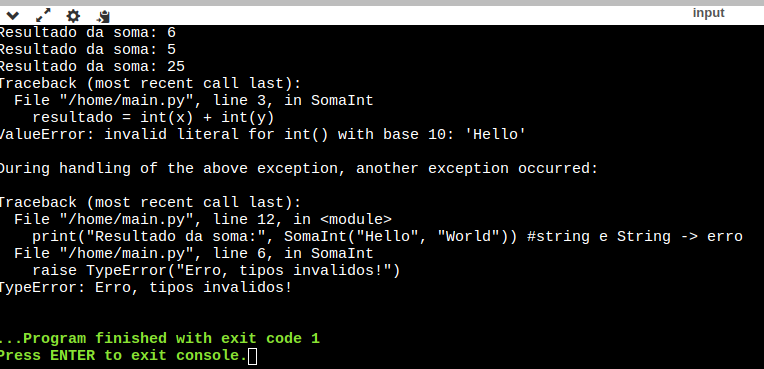 input
Resultado da soma: 6
Resultado da soma: 5
Resultado da soma: 25
Traceback (most recent call last):
  File "/home/main.py", line 3, in SomaInt
    resultado = int(x) + int(y)
ValueError: invalid literal for int() with base 10: 'Hello'

During handling of the above exception, another exception occurred:

Traceback (most recent call last):
  File "/home/main.py", line 12, in <module>
    print("Resultado da soma:", SomaInt("Hello", "World")) #string e String -> erro
  File "/home/main.py", line 6, in SomaInt
    raise TypeError("Erro, tipos invalidos!")
TypeError: Erro, tipos invalidos!

...Program finished with exit code 1
Press ENTER to exit console.